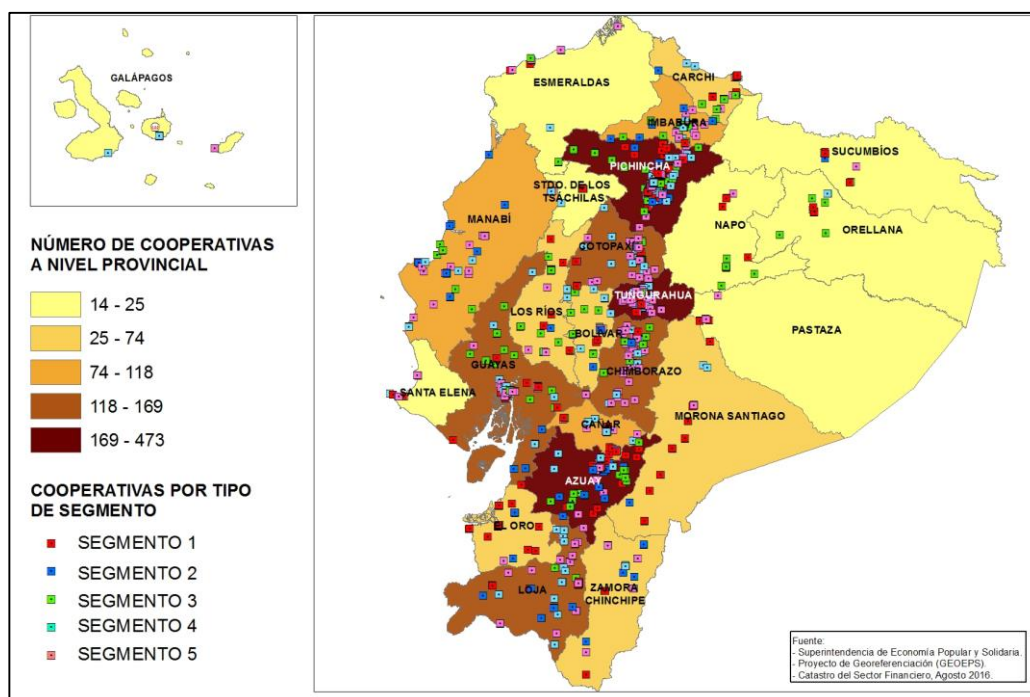 GALÁPAGOS
NÚMERO DE COOPERATIVAS
A NIVEL PROVINCIAL
14 - 25
25 - 74
74 - 118
118 - 169
169 - 473
COOPERATIVAS POR TIPO
DE SEGMENTO
SEGMENTO 1
SEGMENTO 2
SEGMENTO 3
SEGMENTO 4
SEGMENTO 5
ESMERALDAS
CARCHI
IMBABURA
SUCUMBÍOS
PICHINCHA
STDO. DE LOS
TSÁCHILAS
MANABÍ
NAPO
ORELLANA
COTOPAXI
TUNGURAHUA
LOS RÍOS
PASTAZA
BOLÍVAR
GUAYAS
CHIMBORAZO
SANTA ELENA
MORONA SANTIAGO
CAÑAR
AZUAY
EL ORO
LOJA
ZAMORA
CHINCHIPE
Fuente:
- Superintendencia de Economía Popular y Solidaria.
- Proyecto de Georeferenciación (GEOEPS).
- Catastro del Sector Financiero, Agosto 2016.